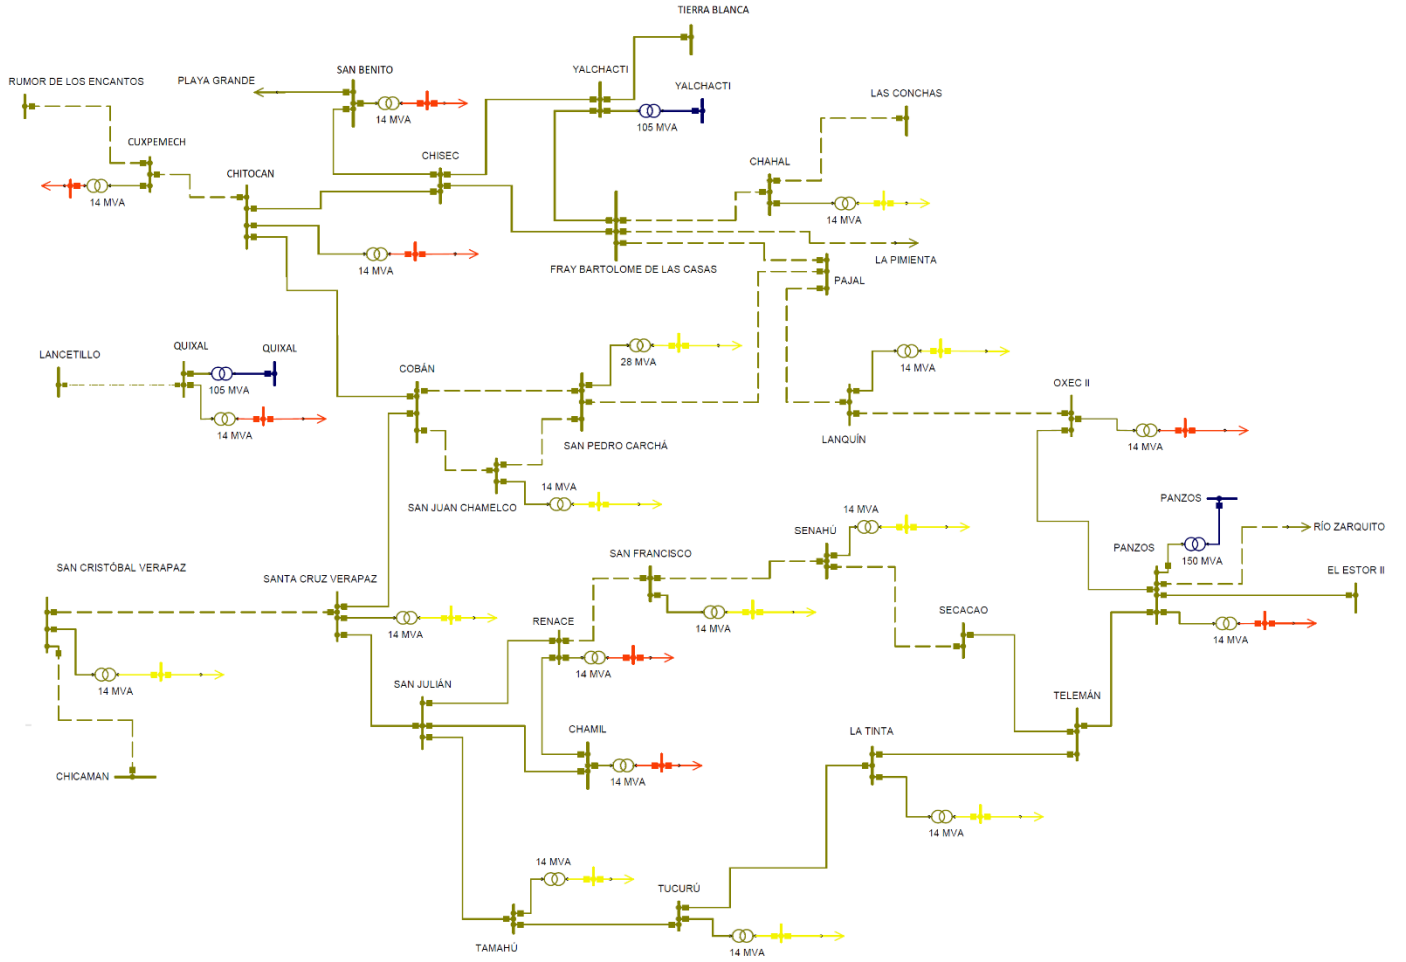 TIERRA BLANCA
SAN BENITO
YALCHACTI
PLAYA GRANDE
RUMOR DE LOS ENCANTOS
YALCHACTI
LAS CONCHAS
14 MVA
105 MVA
CUXPEMECH
CHISEC
CHAHAL
CHITOCAN
14 MVA
14 MVA
LA PIMIENTA
14 MVA
FRAY BARTOLOME DE LAS CASAS
PAJAL
QUIXAL
QUIXAL
LANCETILLO
COBÁN
28 MVA
14 MVA
105 MVA
OXEC II
14 MVA
SAN PEDRO CARCHÁ
LANQUÍN
14 MVA
14 MVA
SAN JUAN CHAMELCO
14 MVA
PANZOS
SENAHÚ
RÍO ZARQUITO
SAN FRANCISCO
PANZOS
150 MVA
SAN CRISTÓBAL VERAPAZ
SANTA CRUZ VERAPAZ
EL ESTOR II
SECACAO
RENACE
14 MVA
14 MVA
14 MVA
14 MVA
14 MVA
SAN JULIÁN
TELEMÁN
CHAMIL
LA TINTA
CHICAMAN
14 MVA
14 MVA
14 MVA
TUCURÚ
TAMAHÚ
14 MVA